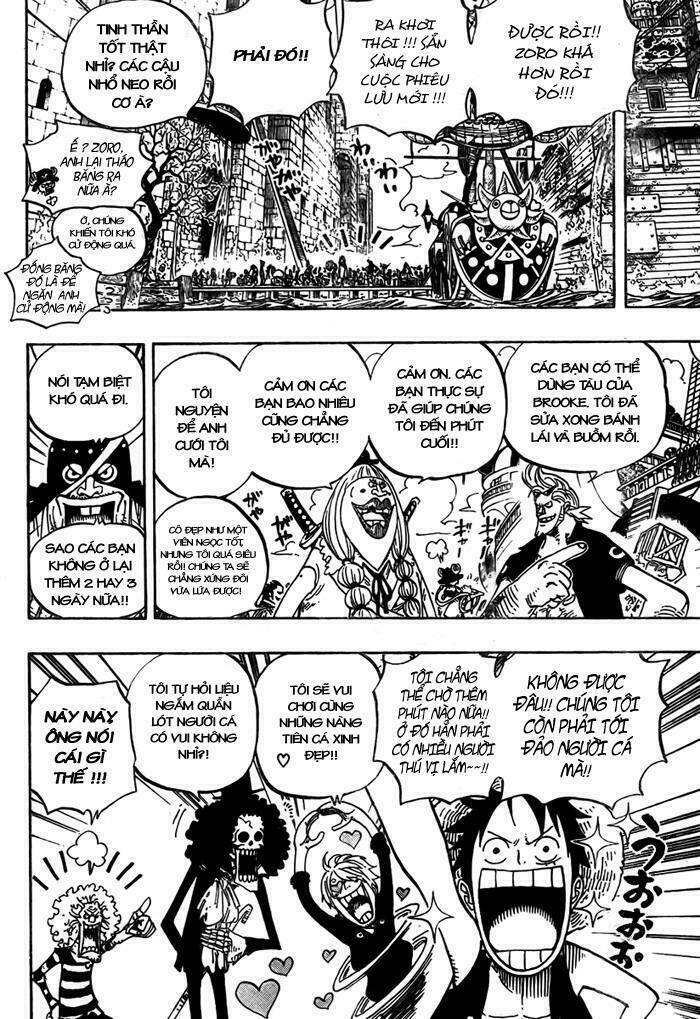 ĐƯỢC RỒI!
ZORO KHÁ
HƠN RỒI
ĐÓ!!!
RA KHƠI
THÔI !!! SẴN
SÀNG CHO
CUỘC PHIÊU
LƯU MỚI !!!
PHẢI ĐÓ!!
TINH THẦN
TỐT THẬT
NHỈ? CÁC CẬU
NHỔ NEO RỒI
CƠ À?
Ế ? ZORO,
ANH LẠI THÁO
BĂNG RA
NỮA À?
Ờ, CHÚNG
KHIẾN TÔI KHÓ
CỬ ĐỘNG QUÁ.
ĐỐNG BĂNG
ĐÓ LÀ ĐỂ
NGĂN ANH
CỬ ĐỘNG MÀ!
わい
わい
CÁC BẠN CÓ THỂ
DÙNG TÀU CỦA
BROOKE. TÔI ĐÃ
SỬA XONG BÁNH
LÁI VÀ BUỒM RỒI.
CẢM ƠN. CÁC
BẠN THỰC SỰ
ĐÃ GIÚP CHÚNG
TÔI ĐẾN PHÚT
CUỐI!!
CẢM ƠN CÁC
BẠN BAO NHIÊU
CŨNG CHẲNG
ĐỦ ĐƯỢC!!
TÔI
NGUYỆN
ĐỂ ANH
CƯỚI TÔI
MÀ!
CÔ ĐẸP NHƯ MỘT
VIÊN NGỌC TỐT,
NHƯNG TÔI QUÁ SIÊU
RỒI! CHÚNG TA SẼ
CHẲNG XỨNG ĐÔI
VỪA LỨA ĐƯỢC!
NÓI TẠM BIỆT
KHÓ QUÁ ĐI.
SAO CÁC BẠN
KHÔNG Ở LẠI
THÊM 2 HAY 3
NGÀY NỮA!!
KHÔNG ĐƯỢC
ĐÂU!! CHÚNG TÔI
CÒN PHẢI TỚI
ĐẢO NGƯỜI CÁ
MÀ!!
TÔI CHẲNG
THỂ CHỜ THÊM
PHÚT NÀO NỮA!!
Ở ĐÓ HẲN PHẢI
CÓ NHIỀU NGƯỜI
THÚ VỊ LẮM~~!!
TÔI SẼ VUI
CHƠI CÙNG
NHỮNG NÀNG
TIÊN CÁ XINH
ĐẸP!!
♡
TÔI TỰ HỎI LIỆU
NGẮM QUẦN
LÓT NGƯỜI CÁ
CÓ VUI KHÔNG
NHỈ?!
NÀY NÀY
ÔNG NÓI
CÁI GÌ
THẾ !!!
うおおお